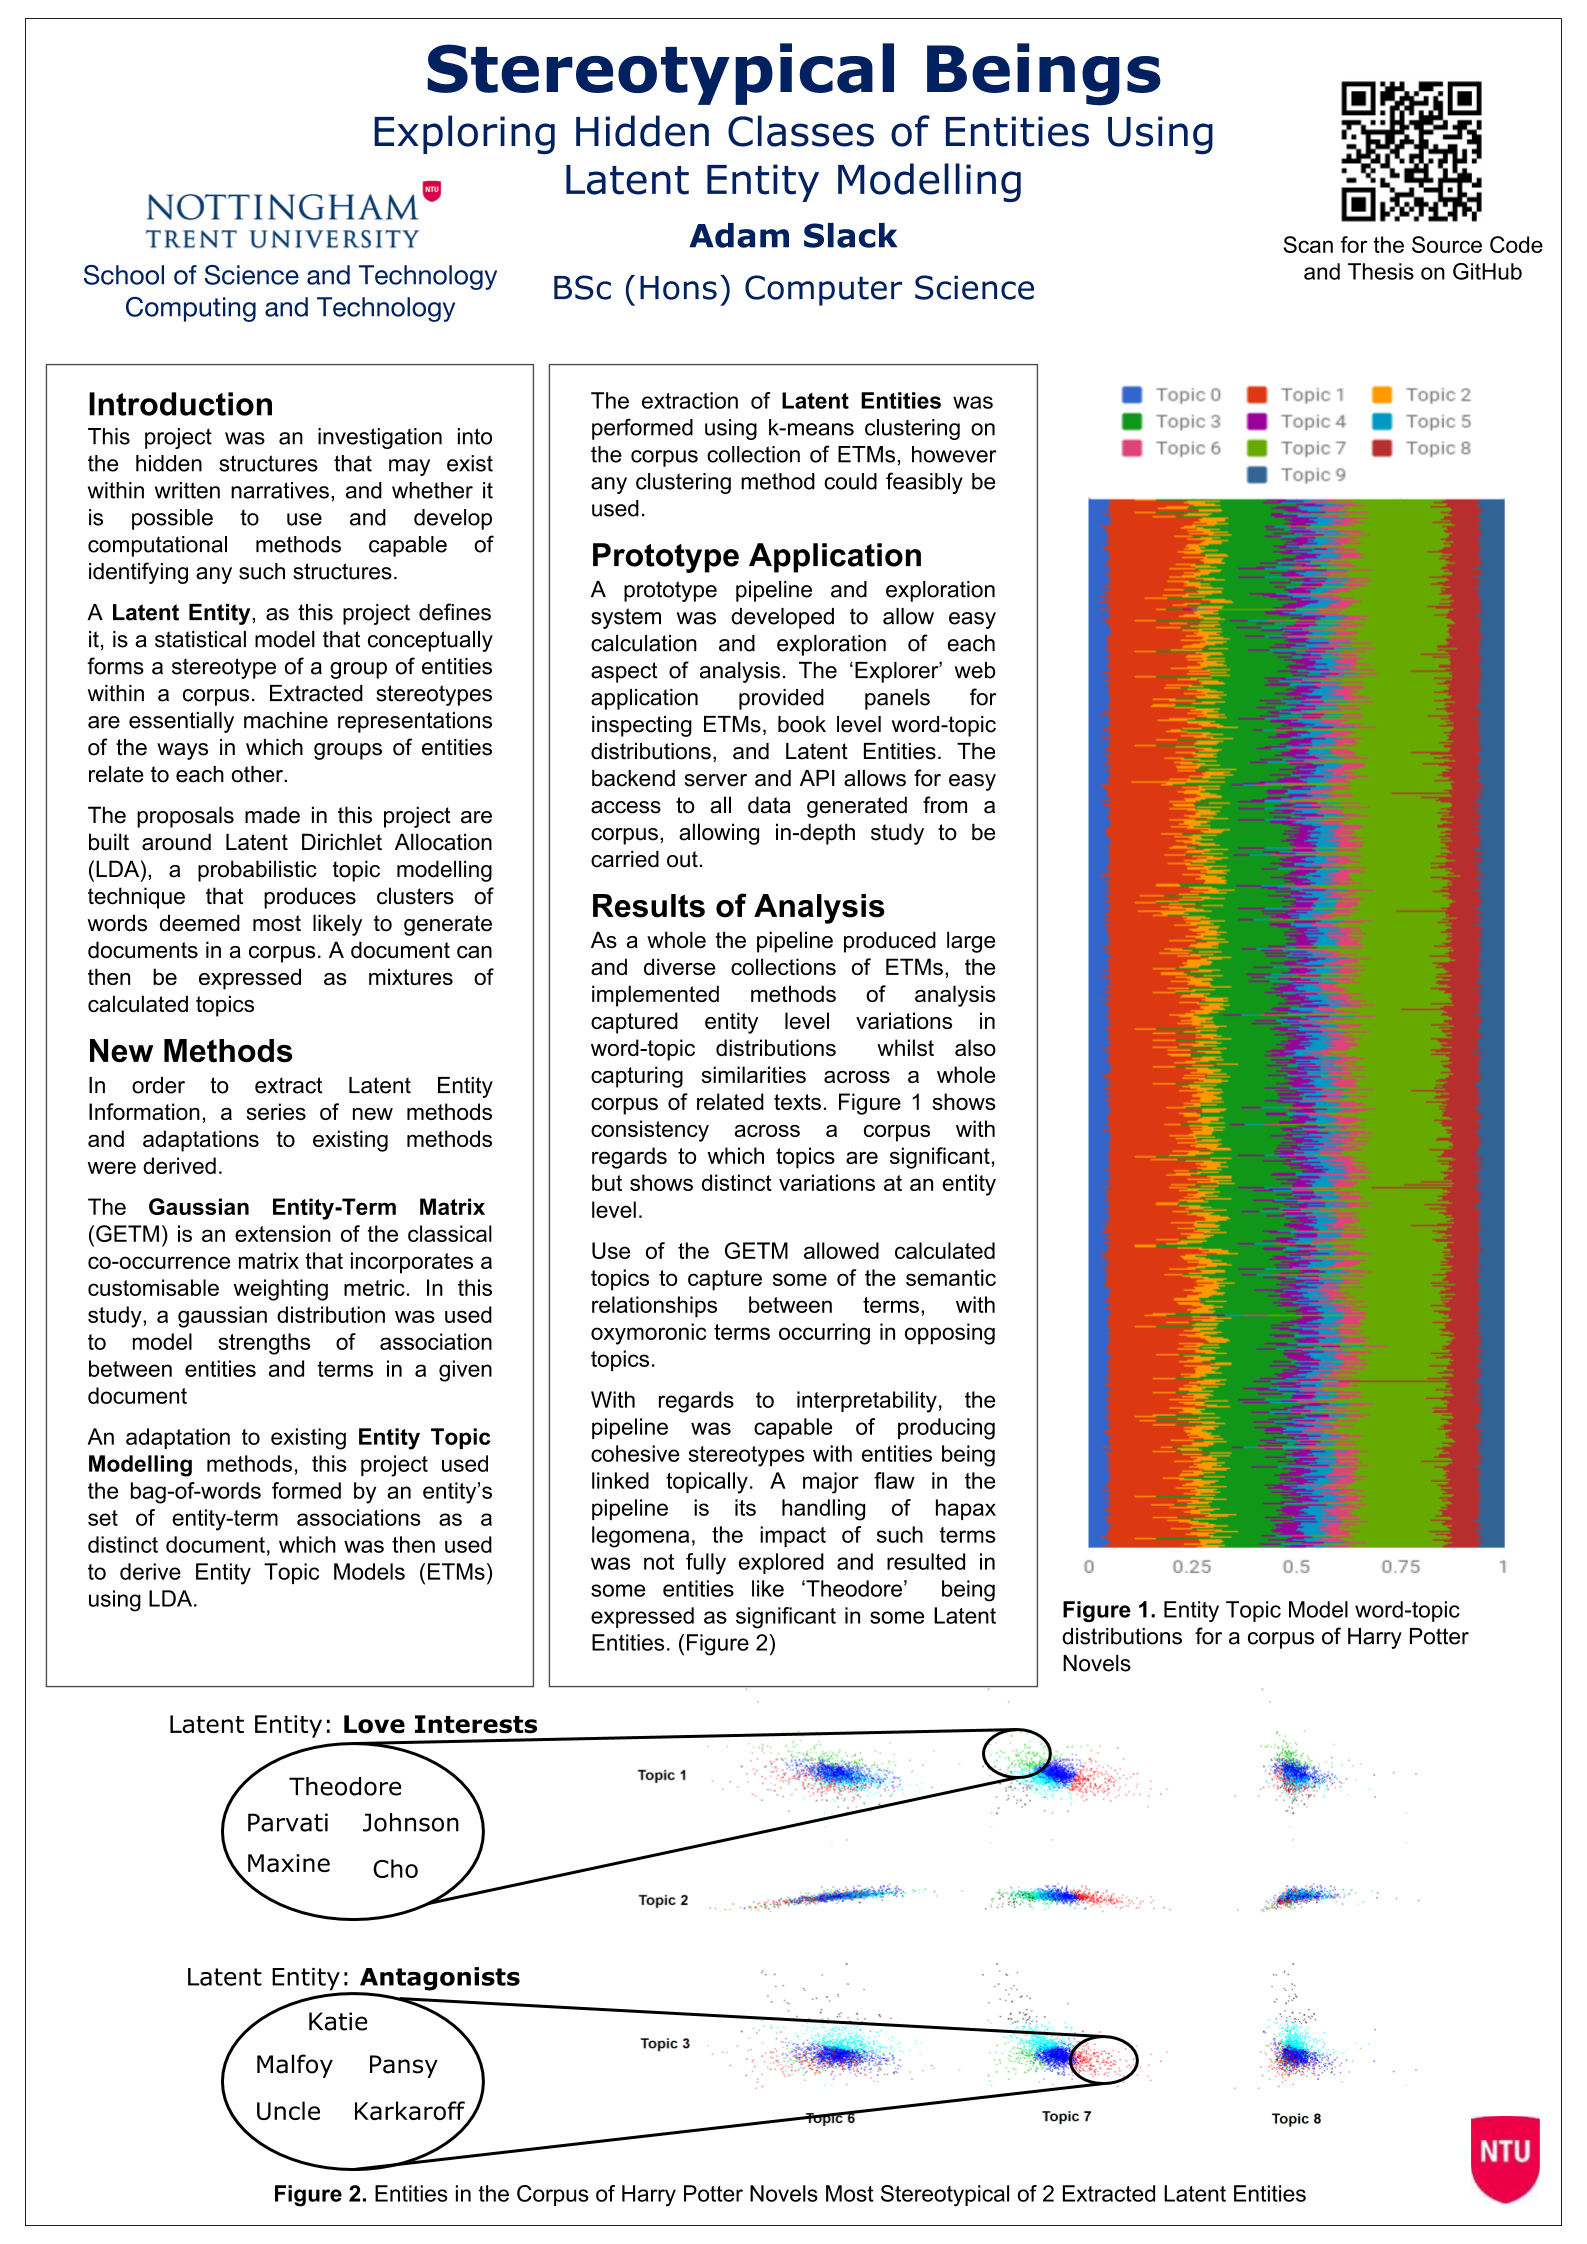 Stereotypical Beings
Exploring Hidden Classes of Entities Using
Latent Entity Modelling
Adam Slack
BSc (Hons) Computer Science
NTU
NOTTINGHAM
TRENT UNIVERSITY
School of Science and Technology
Computing and Technology
Scan for the Source Code
and Thesis on GitHub
Introduction
This project was an investigation into
the hidden structures that may exist
within written narratives, and whether it
is possible to use and develop
computational methods capable of
identifying any such structures.
A Latent Entity, as this project defines
it, is a statistical model that conceptually
forms a stereotype of a group of entities
within a corpus. Extracted stereotypes
are essentially machine representations
of the ways in which groups of entities
relate to each other.
The proposals made in this project are
built around Latent Dirichlet Allocation
(LDA), a probabilistic topic modelling
technique that produces clusters of
words deemed most likely to generate
documents in a corpus. A document can
then be expressed as mixtures of
calculated topics
New Methods
In order to extract Latent Entity
Information, a series of new methods
and adaptations to existing methods
were derived.
The Gaussian Entity-Term Matrix
(GETM) is an extension of the classical
co-occurrence matrix that incorporates a
customisable weighting metric. In this
study, a gaussian distribution was used
to model strengths of association
between entities and terms in a given
document
An adaptation to existing Entity Topic
Modelling methods, this project used
the bag-of-words formed by an entity's
set of entity-term associations as a
distinct document, which was then used
to derive Entity Topic Models (ETMs)
using LDA.
The extraction of Latent Entities was
performed using k-means clustering on
the corpus collection of ETMs, however
any clustering method could feasibly be
used.
Prototype Application
A prototype pipeline and exploration
system was developed to allow easy
calculation and exploration of each
aspect of analysis. The ‘Explorer’ web
application provided panels for
inspecting ETMs, book level word-topic
distributions, and Latent Entities. The
backend server and API allows for easy
access to all data generated from a
corpus, allowing in-depth study to be
carried out.
Results of Analysis
As a whole the pipeline produced large
and diverse collections of ETMs, the
implemented methods of analysis
captured entity level variations in
word-topic distributions whilst also
capturing similarities across a whole
corpus of related texts. Figure 1 shows
consistency across a corpus with
regards to which topics are significant,
but shows distinct variations at an entity
level.
Use of the GETM allowed calculated
topics to capture some of the semantic
relationships between terms, with
oxymoronic terms occurring in opposing
topics.
With regards to interpretability, the
pipeline was capable of producing
cohesive stereotypes with entities being
linked topically. A major flaw in the
pipeline is its handling of hapax
legomena, the impact of such terms
was not fully explored and resulted in
some entities like ‘Theodore’ being
expressed as significant in some Latent
Entities. (Figure 2)
Topic 0 Topic 1 Topic 2
Topic 3 Topic 4 Topic 5
Topic 6 Topic 7 Topic 8
Topic 9
0 0.25 0.5 0.75 1
Figure 1. Entity Topic Model word-topic
distributions for a corpus of Harry Potter
Novels
Latent Entity: Love Interests
Theodore
Parvati Johnson
Maxine Cho
Topic 1
Topic 2
Latent Entity: Antagonists
Katie
Malfoy Pansy
Uncle Karkaroff
Topic 3
Topic 6 Topic 7 Topic 8
NTU
Figure 2. Entities in the Corpus of Harry Potter Novels Most Stereotypical of 2 Extracted Latent Entities